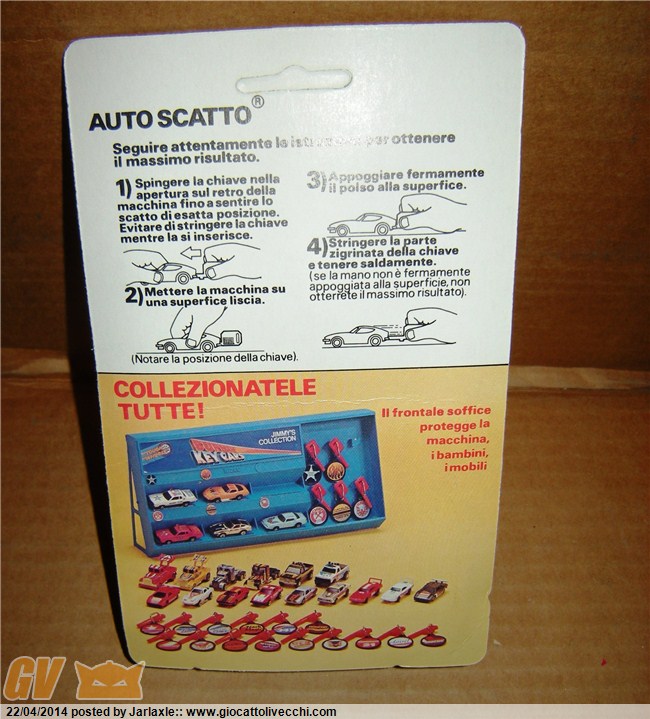 AUTO SCATTO®
Seguire attentamente le per ottenere
il massimo risultato.
1) Spingere la chiave nella
apertura sul retro della
macchina fino a sentire lo
scatto di esatta posizione.
Evitare di stringere la chiave
mentre la si inserisce.
2) Mettere la macchina su
una superfice liscia.
(Notare la posizione della chiave).
3) Appoggiare fermamente
il polso alla superfice.
4) Stringere la parte
zigrinata della chiave
e tenere saldamente.
(se la mano non è fermamente
appoggiata alla superficie, non
otterrete il massimo risultato).
COLLEZIONATELE
TUTTE!
Il frontale soffice
protegge la
macchina,
i bambini,
i mobili
JIMMY'S
COLLECTION
KEY CARS
GV
22/04/2014 posted by Jarlaxle:: www.giocattolivecchi.com